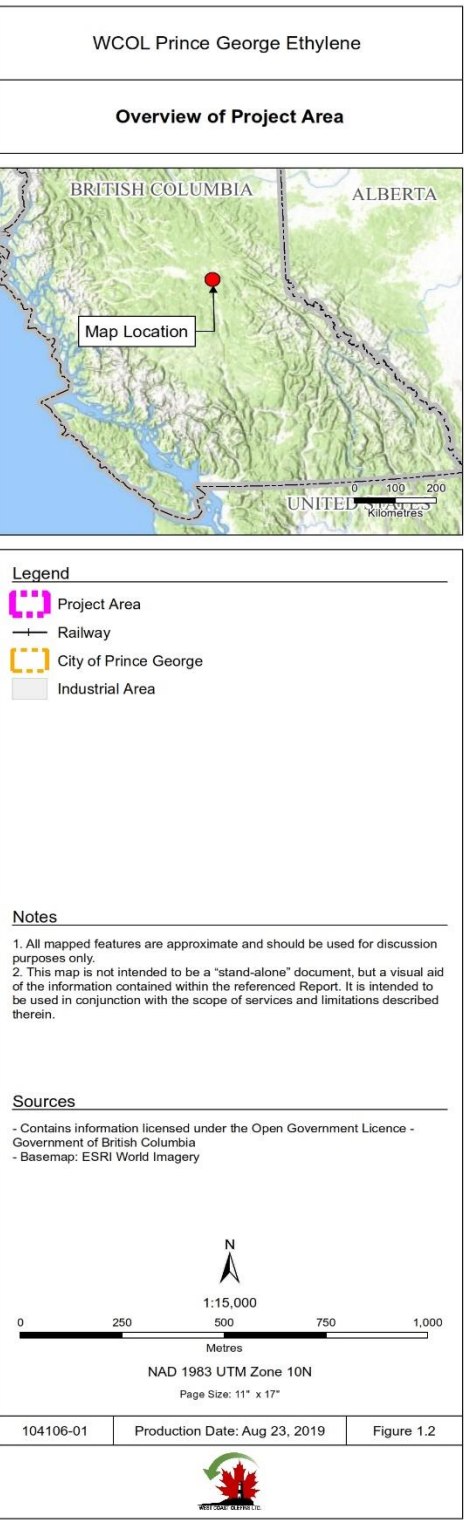 WCOL Prince George Ethylene
Overview of Project Area
BRITISH COLUMBIA
ALBERTA
Map Location
0 100 200
UNITED STATES
Kilometres
Legend
Project Area
Railway
City of Prince George
Industrial Area
Notes
1. All mapped features are approximate and should be used for discussion
purposes only.
2. This map is not intended to be a “stand-alone” document, but a visual aid
of the information contained within the referenced Report. It is intended to
be used in conjunction with the scope of services and limitations described
therein.
Sources
- Contains information licensed under the Open Government Licence -
Government of British Columbia
- Basemap: ESRI World Imagery
N
1:15,000
0 250 500 750 1,000
Metres
NAD 1983 UTM Zone 10N
Page Size: 11" x 17"
104106-01
Production Date: Aug 23, 2019
Figure 1.2
WEST COAST OLEFINS LTD.